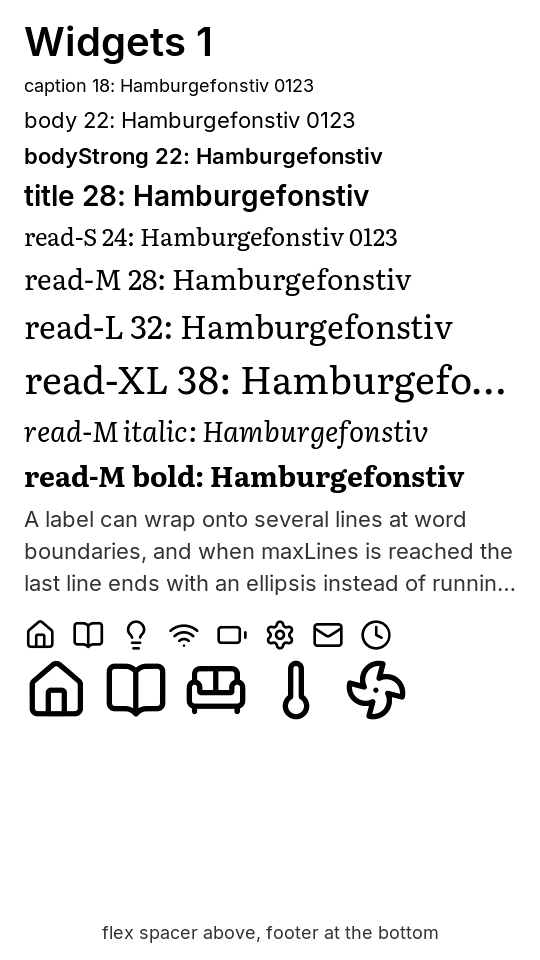 Widgets 1
caption 18: Hamburgefonstiv 0123
body 22: Hamburgefonstiv 0123
bodyStrong 22: Hamburgefonstiv
title 28: Hamburgefonstiv
read-S 24: Hamburgefonstiv 0123
read-M 28: Hamburgefonstiv
read-L 32: Hamburgefonstiv
read-XL 38: Hamburgefo…
read-M italic: Hamburgefonstiv
read-M bold: Hamburgefonstiv
A label can wrap onto several lines at word
boundaries, and when maxLines is reached the
last line ends with an ellipsis instead of runnin…
flex spacer above, footer at the bottom